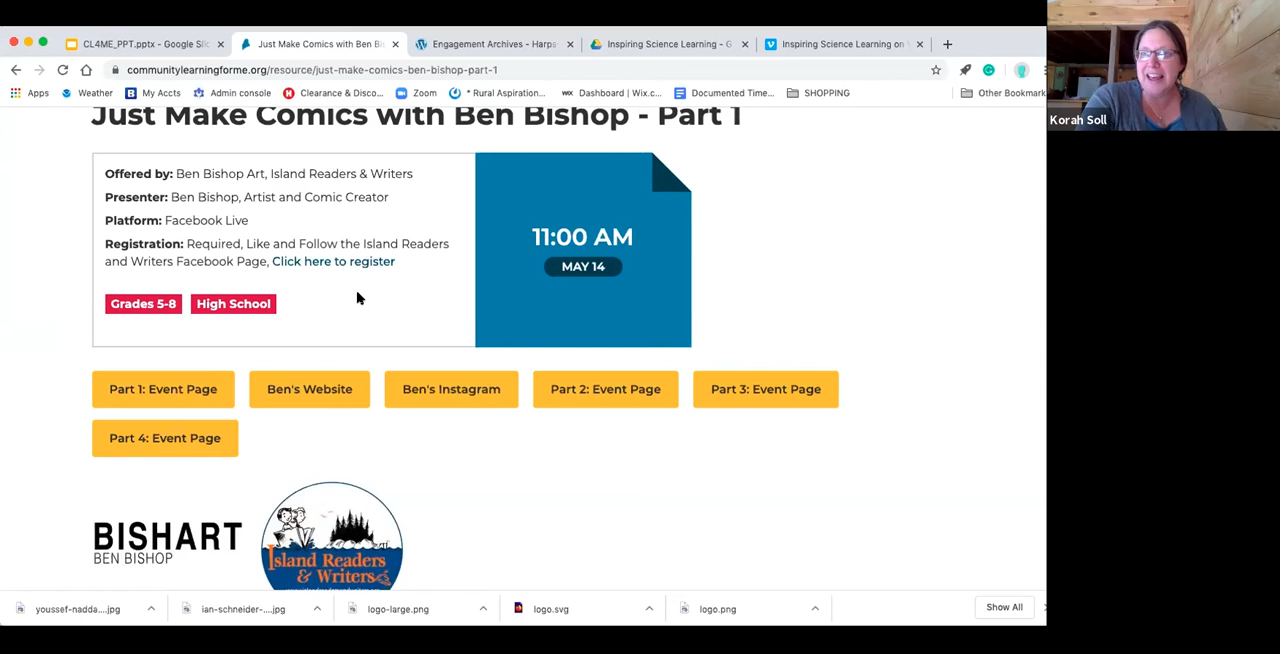 CL4ME_PPT.pptx - Google Slic
Just Make Comics with Ben Bis
Engagement Archives - Harps
Inspiring Science Learning - G
Inspiring Science Learning on V
communitylearningforme.org/resource/just-make-comics-ben-bishop-part-1
Apps Weather My Accts Admin console Clearance & Disco... Zoom * Rural Aspiration... Dashboard | Wix.c... Documented Time... SHOPPING Other Bookmark
Korah Soll
Just Make Comics with Ben Bishop - Part 1
Offered by: Ben Bishop Art, Island Readers & Writers
Presenter: Ben Bishop, Artist and Comic Creator
Platform: Facebook Live
Registration: Required, Like and Follow the Island Readers
and Writers Facebook Page, Click here to register
Grades 5-8 High School
11:00 AM
MAY 14
Part 1: Event Page Ben's Website Ben's Instagram Part 2: Event Page Part 3: Event Page
Part 4: Event Page
BISHART
BEN BISHOP
Island Readers
& Writers
youssef-nadda....jpg ian-schneider-....jpg logo-large.png logo.svg logo.png Show All